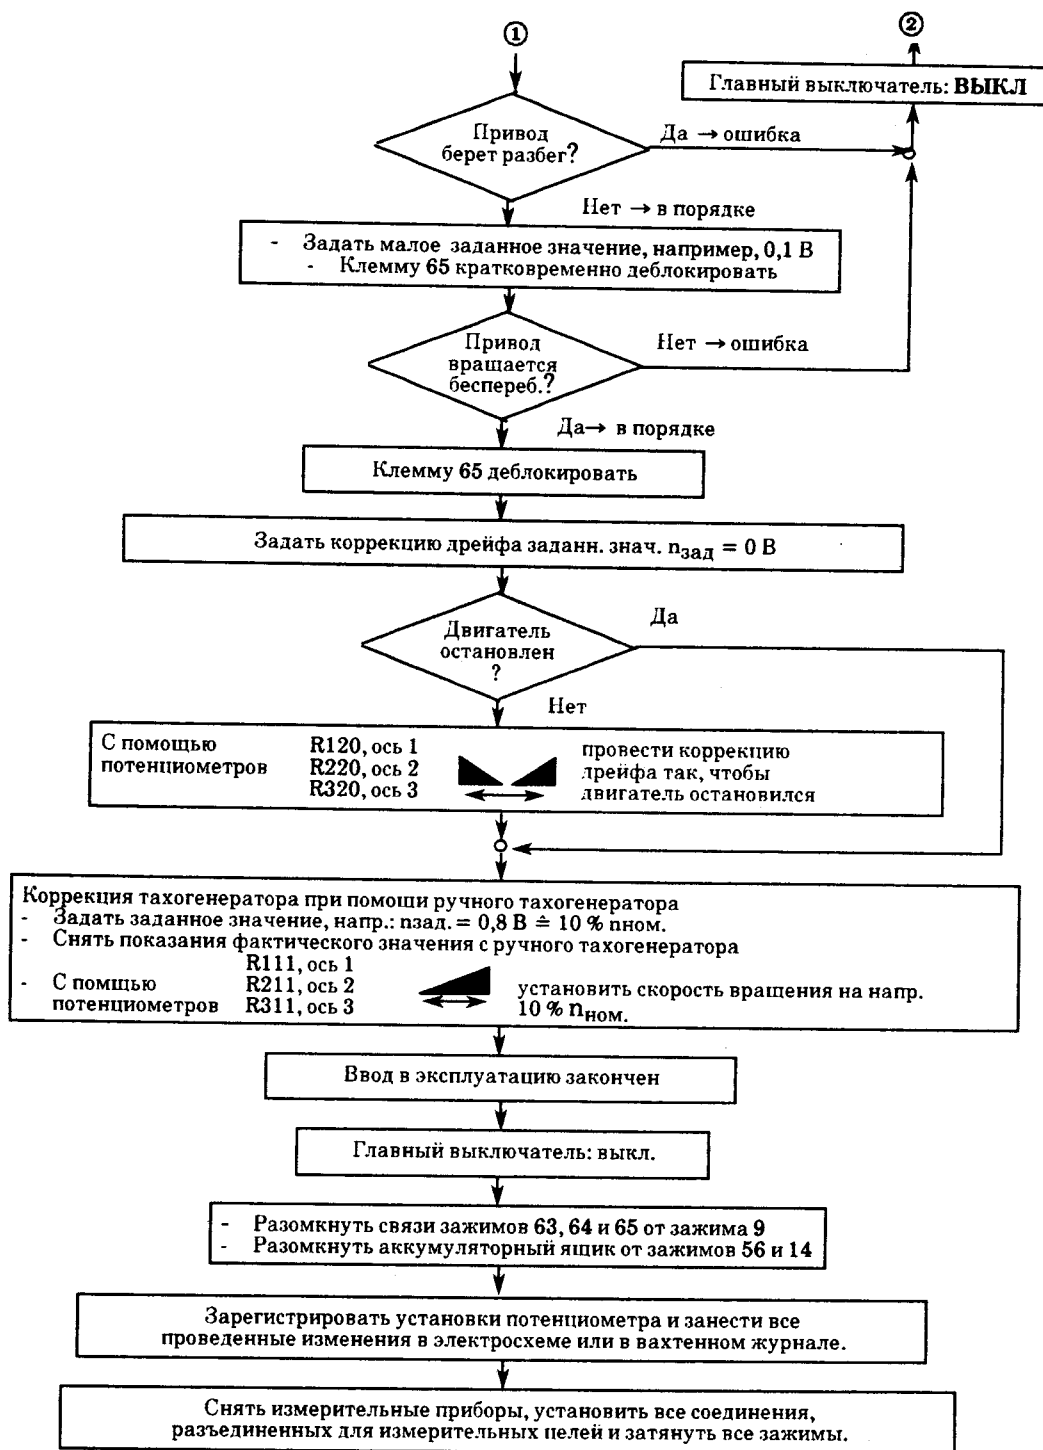 ①
②
Главный выключатель: ВЫКЛ
Привод
берет разбег?
Да → ошибка
Нет → в порядке
- Задать малое заданное значение, например, 0,1 В
- Клемму 65 кратковременно деблокировать
Привод
вращается
беспереб.?
Нет → ошибка
Да → в порядке
Клемму 65 деблокировать
Задать коррекцию дрейфа заданн. знач. nзад = 0 В
Двигатель
остановлен
?
Да
Нет
С помощью R120, ось 1 провести коррекцию
потенциометров R220, ось 2 дрейфа так, чтобы
R320, ось 3 двигатель остановился
Коррекция тахогенератора при помоши ручного тахогенератора
- Задать заданное значение, напр.: nзад. = 0,8 В ≙ 10 % nном.
- Снять показания фактического значения с ручного тахогенератора
R111, ось 1
- С помщью R211, ось 2 установить скорость вращения на напр.
потенциометров R311, ось 3 10 % nном.
Ввод в эксплуатацию закончен
Главный выключатель: выкл.
- Разомкнуть связи зажимов 63, 64 и 65 от зажима 9
- Разомкнуть аккумуляторный ящик от зажимов 56 и 14
Зарегистрировать установки потенциометра и занести все
проведенные изменения в электросхеме или в вахтенном журнале.
Снять измерительные приборы, установить все соединения,
разъединенных для измерительных целей и затянуть все зажимы.